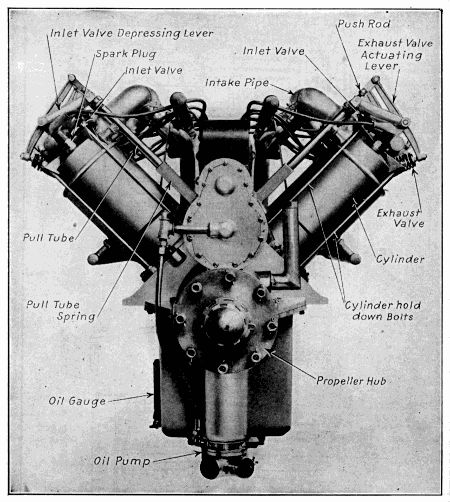 Inlet Valve Depressing Lever
Spark Plug
Inlet Valve
Inlet Valve
Intake Pipe
Push Rod
Exhaust Valve
Actuating
Lever
Pull Tube
Exhaust
Valve
Cylinder
Pull Tube
Spring
Cylinder hold
down Bolts
Propeller Hub
Oil Gauge
Oil Pump